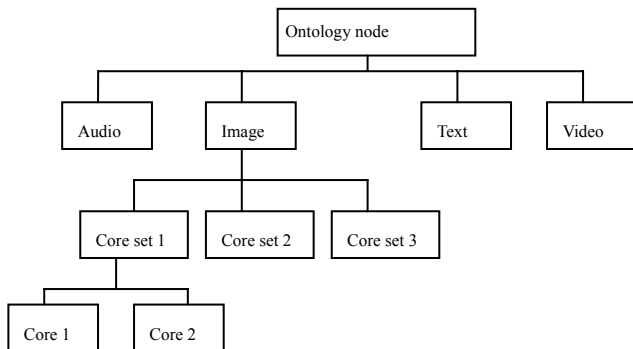 Ontology node
Audio
Image
Text
Video
Core set 1
Core set 2
Core set 3
Core 1
Core 2